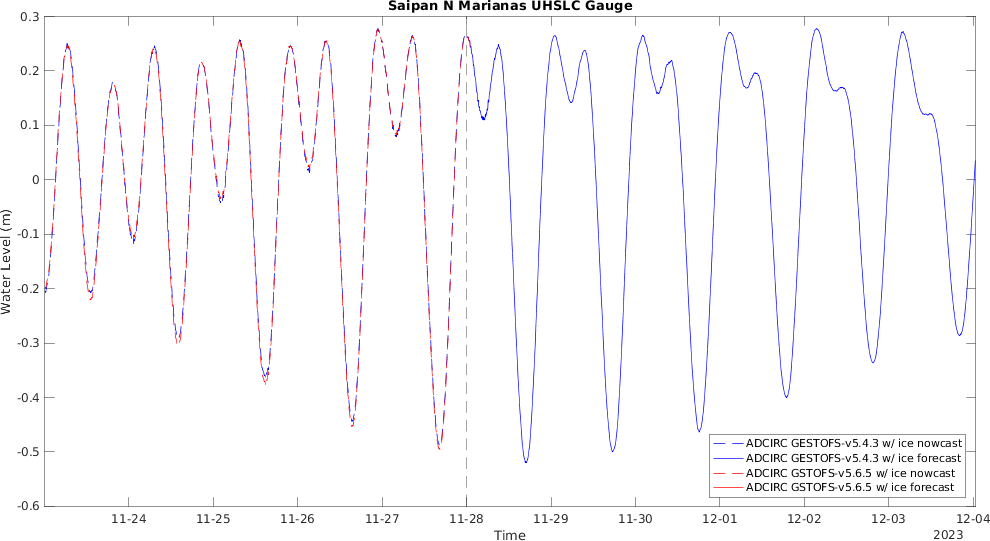 Saipan N Marianas UHSLC Gauge
0.3
0.2
0.1
0
-0.1
-0.2
-0.3
-0.4
-0.5
-0.6
Water Level (m)
ADCIRC GESTOFS-v5.4.3 w/ ice nowcast
ADCIRC GESTOFS-v5.4.3 w/ ice forecast
ADCIRC GSTOFS-v5.6.5 w/ ice nowcast
ADCIRC GSTOFS-v5.6.5 w/ ice forecast
11-24 11-25 11-26 11-27 11-28 11-29 11-30 12-01 12-02 12-03 12-04
Time
2023